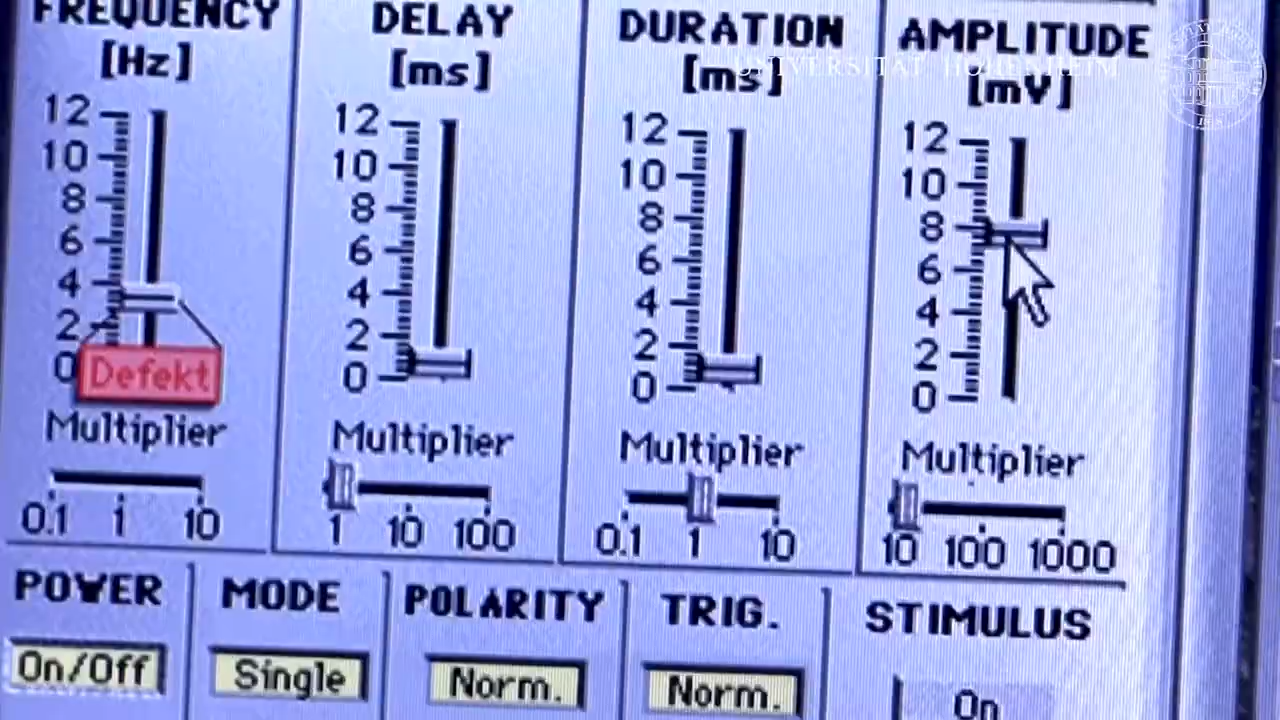 FREQUENCY
[Hz]
12
10
8
6
4
2
0
Defekt
Multiplier
0.1 1 10
DELAY
[ms]
12
10
8
6
4
2
0
Multiplier
1 10 100
DURATION
[ms]
12
10
8
6
4
2
0
Multiplier
0.1 1 10
AMPLITUDE
[mV]
12
10
8
6
4
2
0
Multiplier
10 100 1000
POWER
On/Off
MODE
Single
POLARITY
Norm.
TRIG.
Norm.
STIMULUS
On
UNIVERSITÄT HOHENHEIM
1818